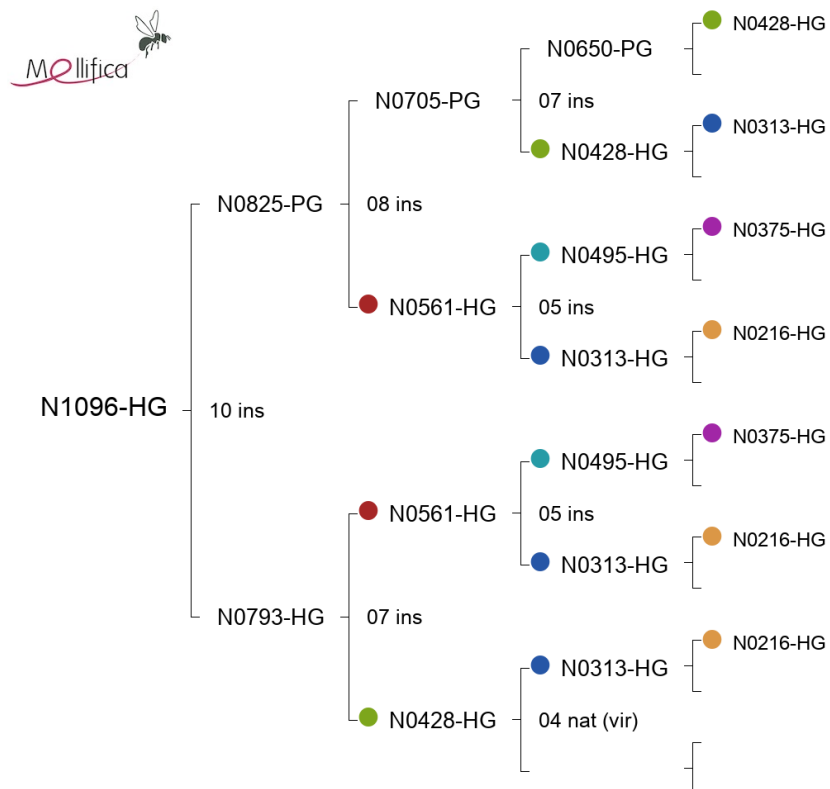 Mellifica
N0428-HG
N0650-PG
N0705-PG
07 ins
N0428-HG
N0313-HG
N0825-PG
08 ins
N0495-HG
N0375-HG
N0561-HG
05 ins
N0313-HG
N0216-HG
N1096-HG
10 ins
N0495-HG
N0375-HG
N0561-HG
05 ins
N0313-HG
N0216-HG
N0793-HG
07 ins
N0313-HG
N0216-HG
N0428-HG
04 nat (vir)